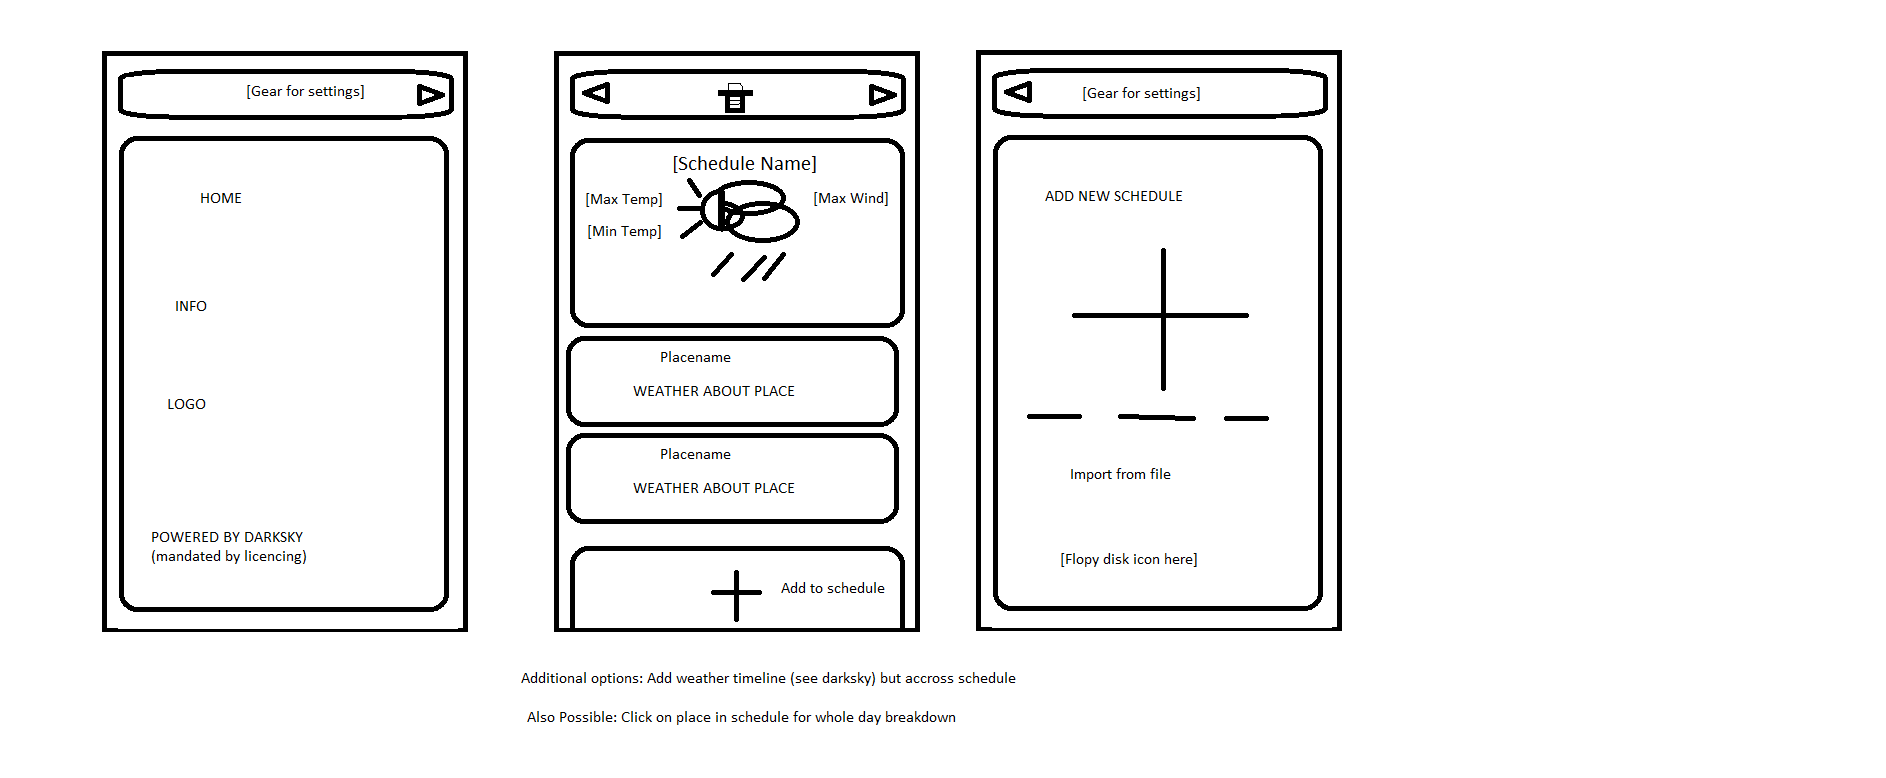 [Gear for settings]
HOME
INFO
LOGO
POWERED BY DARKSKY
(mandated by licencing)
[Schedule Name]
[Max Temp]
[Max Wind]
[Min Temp]
Placename
WEATHER ABOUT PLACE
Placename
WEATHER ABOUT PLACE
Add to schedule
[Gear for settings]
ADD NEW SCHEDULE
Import from file
[Flopy disk icon here]
Additional options: Add weather timeline (see darksky) but accross schedule
Also Possible: Click on place in schedule for whole day breakdown